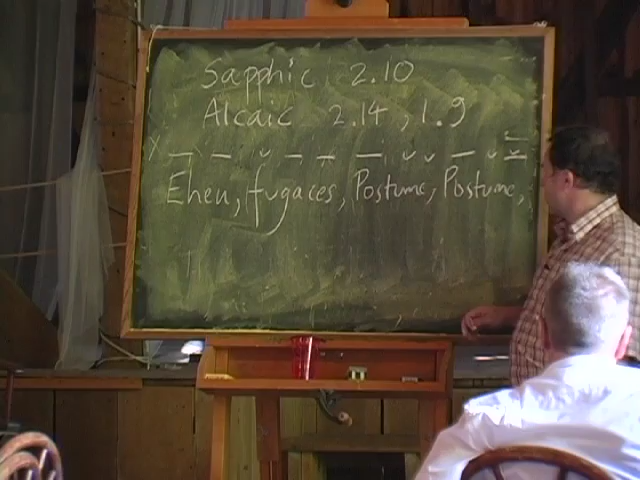 Sapphic 2.10
Alcaic 2.14, 1.9
x — — ᴗ — — — ᴗ ᴗ — ᴗ ᴗ̲
Eheu, fugaces, Postume, Postume,